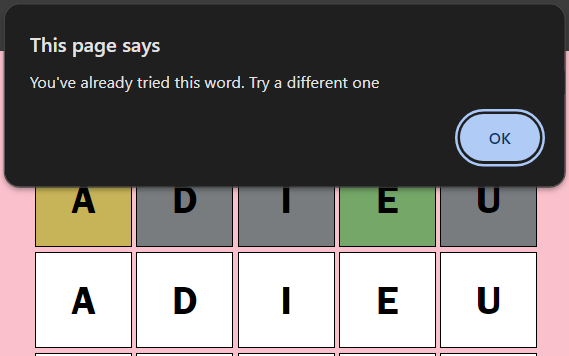 This page says
You've already tried this word. Try a different one
OK
A D I E U
A D I E U